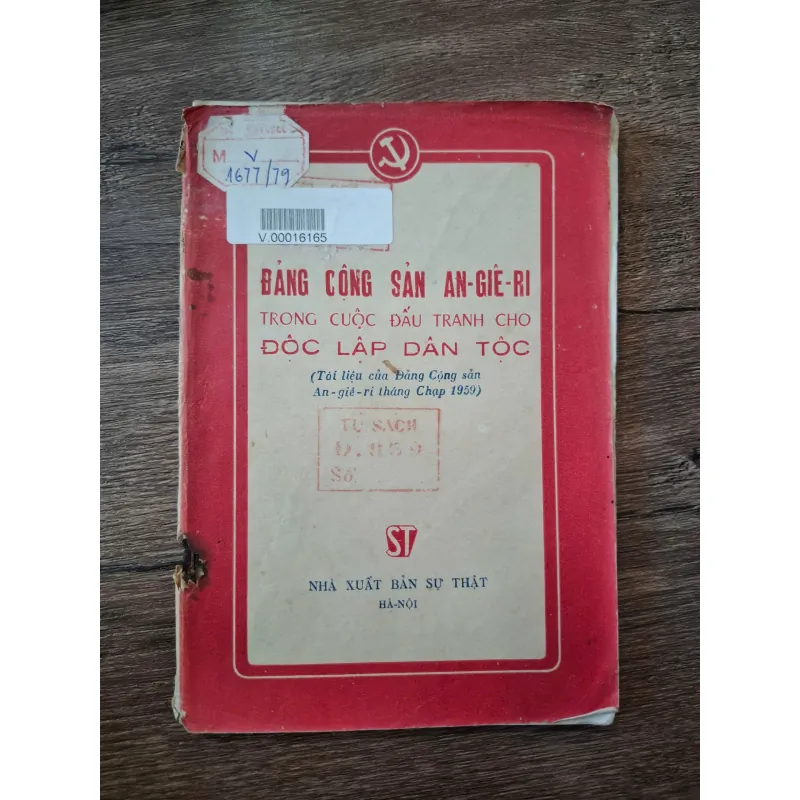 M V
1677/79
V.00016165
ĐẢNG CỘNG SẢN AN-GIÊ-RI
TRONG CUỘC ĐẤU TRANH CHO
ĐỘC LẬP DÂN TỘC
(Tài liệu của Đảng Cộng sản
An-giê-ri tháng Chạp 1959)
TỦ SÁCH
Số
ST
NHÀ XUẤT BẢN SỰ THẬT
HÀ-NỘI